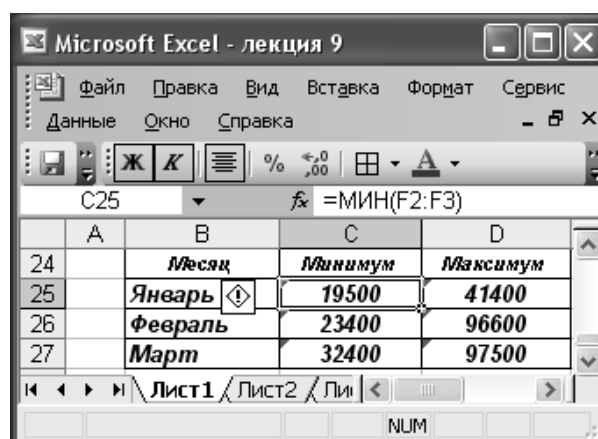 Microsoft Excel - лекция 9
Файл Правка Вид Вставка Формат Сервис
Данные Окно Справка
Ж К % ,0 ,00 А
C25 fx =МИН(F2:F3)
A B C D
24 Месяц Минимум Максимум
25 Январь 19500 41400
26 Февраль 23400 96600
27 Март 32400 97500
Лист1 Лист2 Ли
NUM